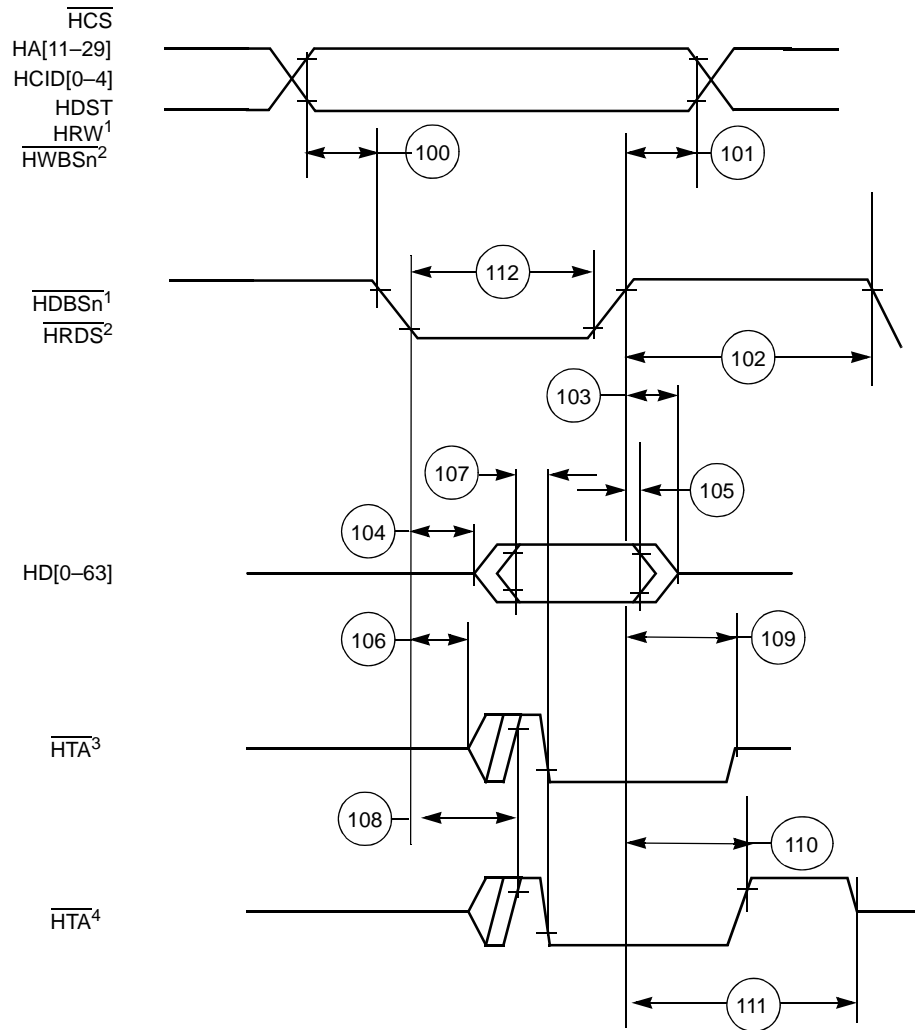 HCS
HA[11–29]
HCID[0–4]
HDST
HRW1
HWBSn2
100
101
112
HDBSn1
HRDS2
102
103
107
105
104
HD[0–63]
106
109
HTA3
108
110
HTA4
111